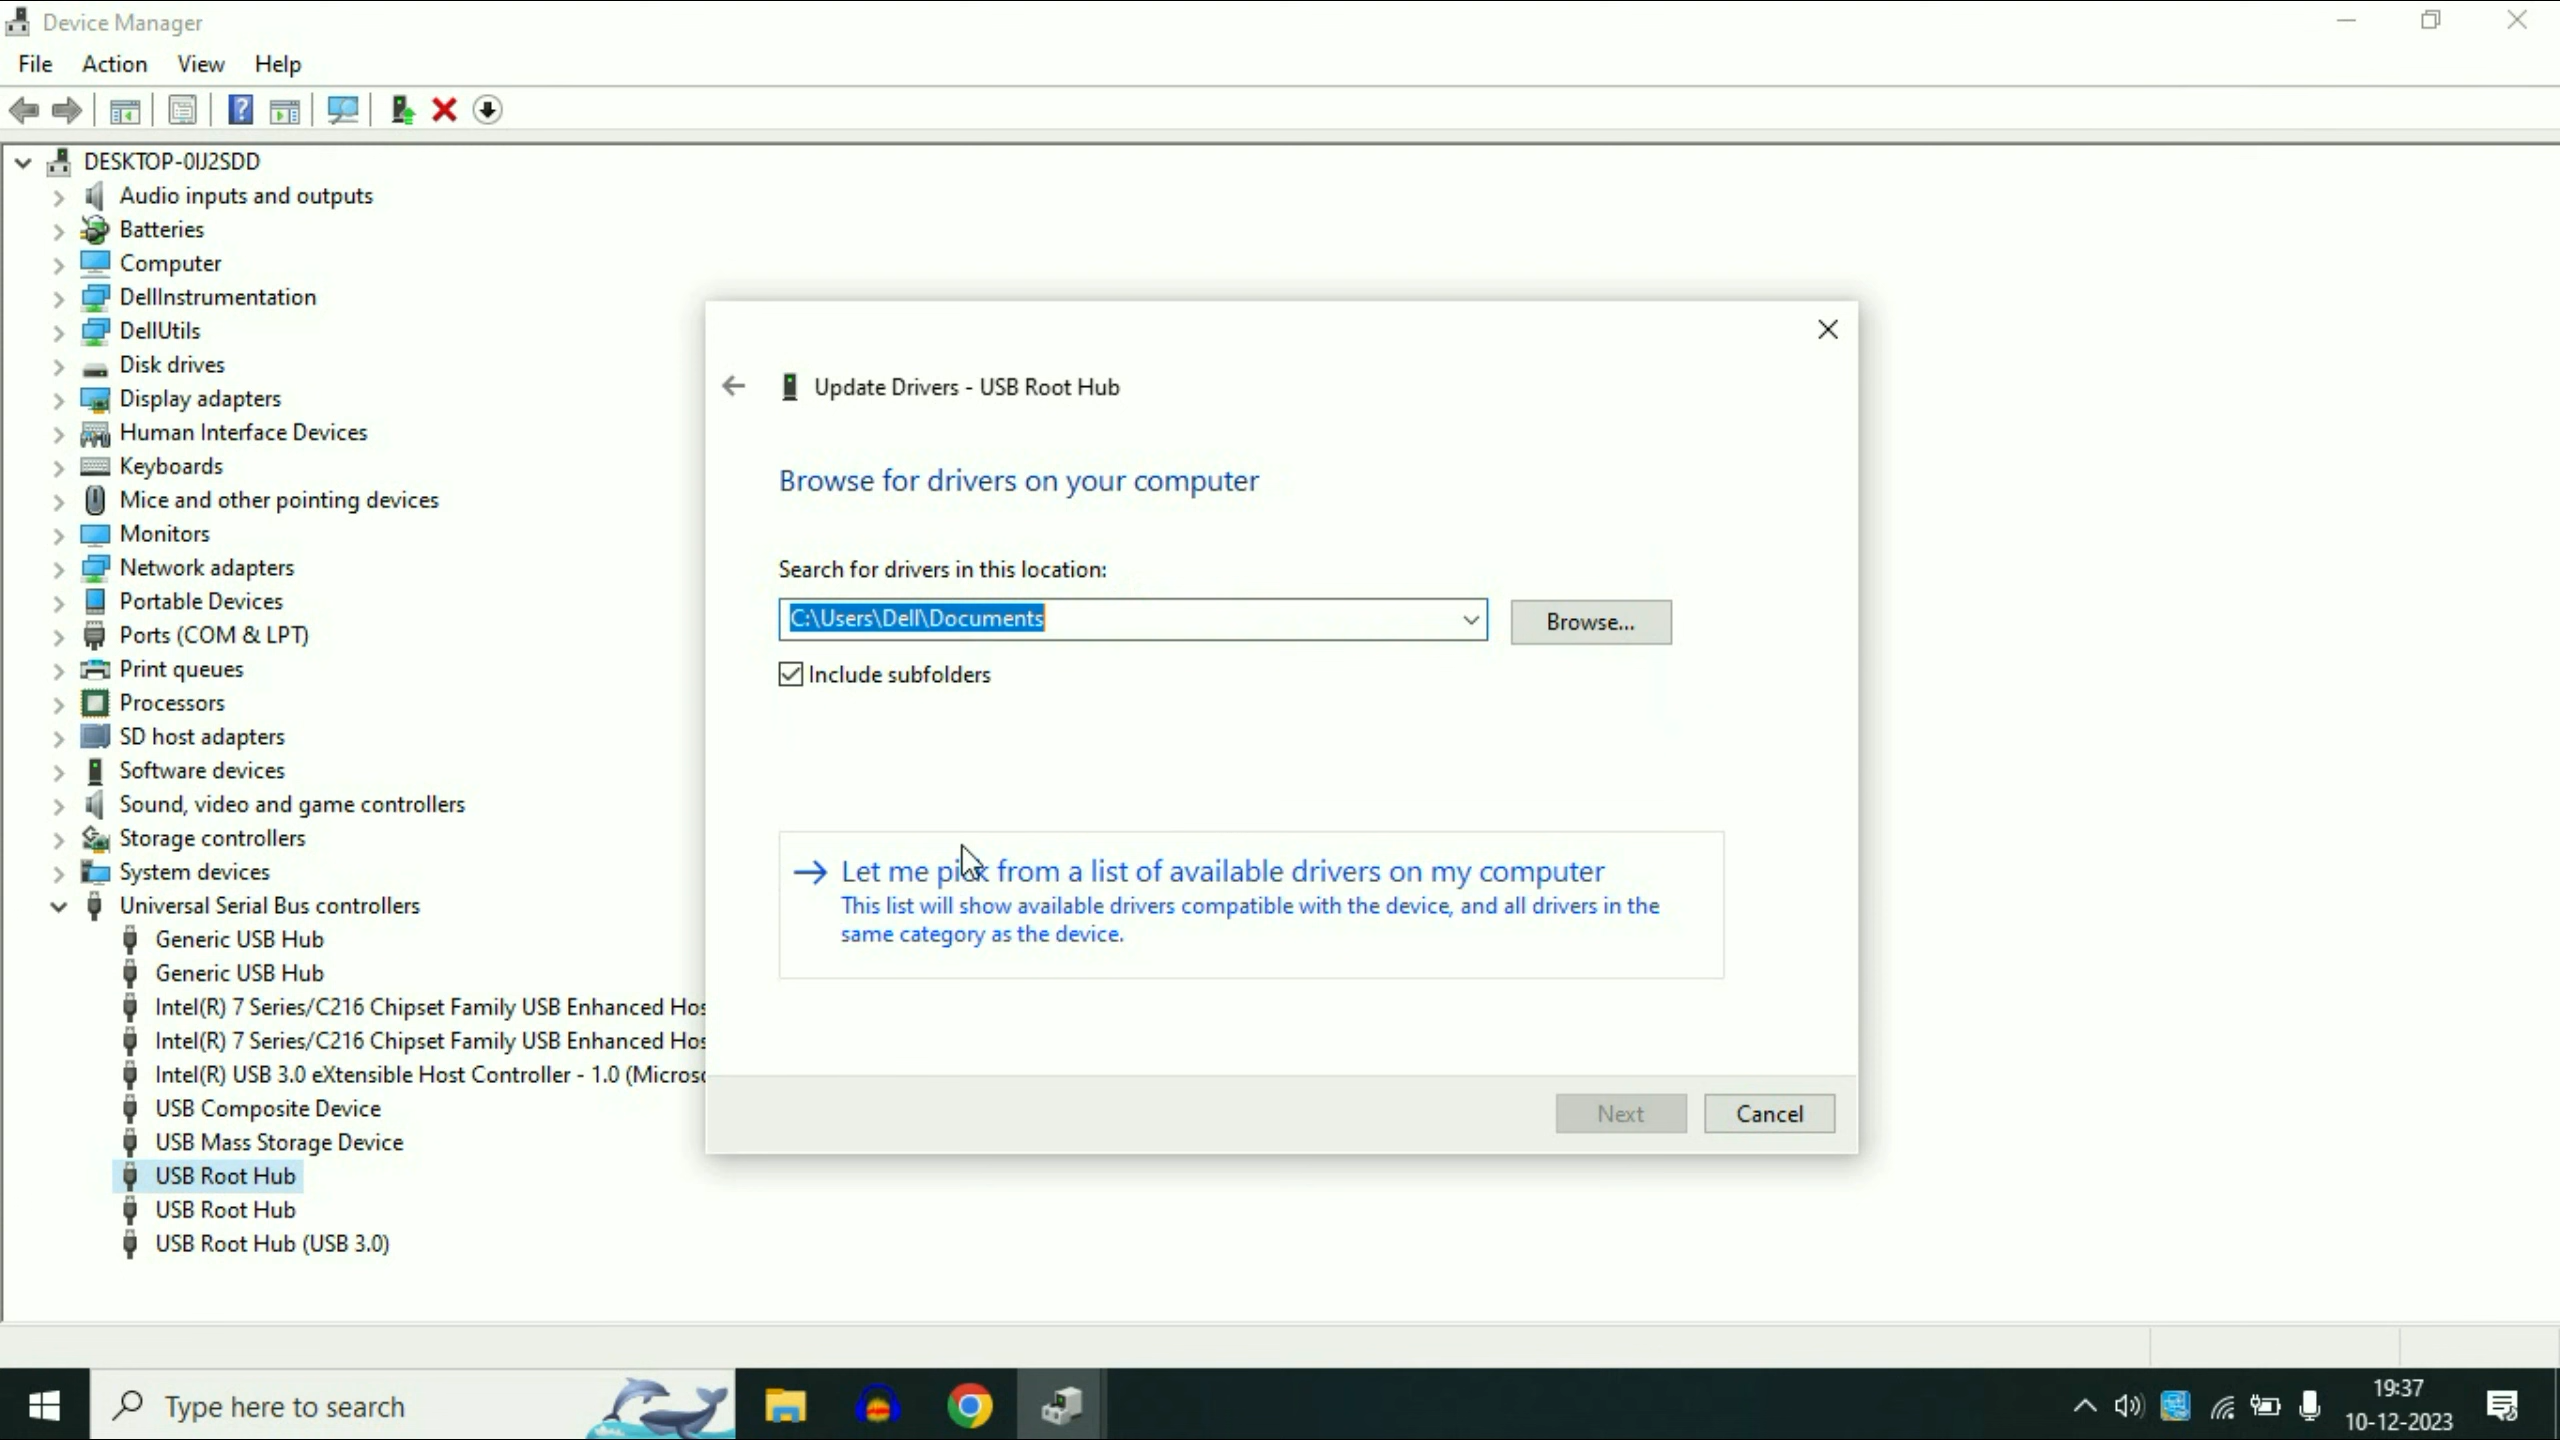 Device Manager
File Action View Help
DESKTOP-0IJ2SDD
Audio inputs and outputs
Batteries
Computer
DellInstrumentation
DellUtils
Disk drives
Display adapters
Human Interface Devices
Keyboards
Mice and other pointing devices
Monitors
Network adapters
Portable Devices
Ports (COM & LPT)
Print queues
Processors
SD host adapters
Software devices
Sound, video and game controllers
Storage controllers
System devices
Universal Serial Bus controllers
Generic USB Hub
Generic USB Hub
Intel(R) 7 Series/C216 Chipset Family USB Enhanced Hos
Intel(R) 7 Series/C216 Chipset Family USB Enhanced Hos
Intel(R) USB 3.0 eXtensible Host Controller - 1.0 (Microso
USB Composite Device
USB Mass Storage Device
USB Root Hub
USB Root Hub
USB Root Hub (USB 3.0)
Update Drivers - USB Root Hub
Browse for drivers on your computer
Search for drivers in this location:
C:\Users\Dell\Documents
Browse...
Include subfolders
Let me pick from a list of available drivers on my computer
This list will show available drivers compatible with the device, and all drivers in the
same category as the device.
Next Cancel
Type here to search
19:37
10-12-2023